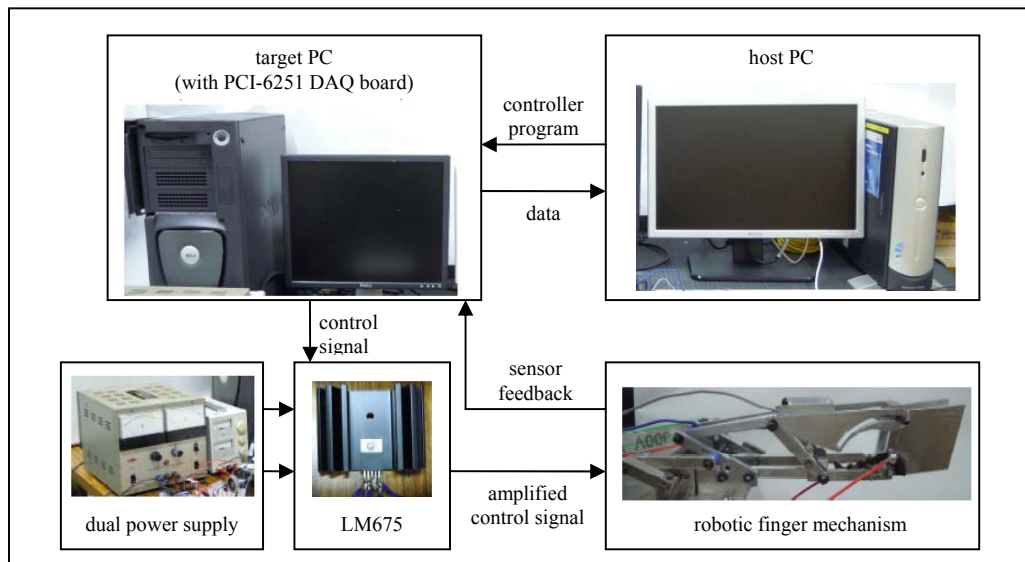 target PC
(with PCI-6251 DAQ board)
host PC
controller
program
data
control
signal
sensor
feedback
dual power supply
LM675
amplified
control signal
robotic finger mechanism